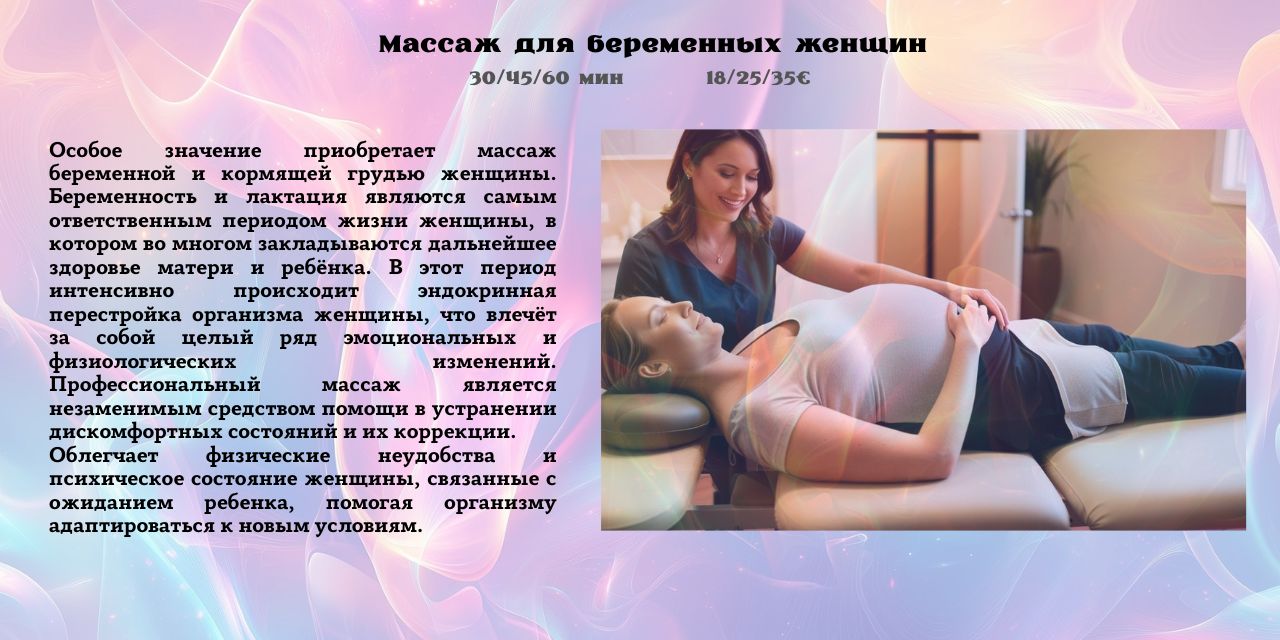 Массаж для беременных женщин
30/45/60 мин 18/25/35€
Особое значение приобретает массаж
беременной и кормящей грудью женщины.
Беременность и лактация являются самым
ответственным периодом жизни женщины, в
котором во многом закладываются дальнейшее
здоровье матери и ребёнка. В этот период
интенсивно происходит эндокринная
перестройка организма женщины, что влечёт
за собой целый ряд эмоциональных и
физиологических изменений.
Профессиональный массаж является
незаменимым средством помощи в устранении
дискомфортных состояний и их коррекции.
Облегчает физические неудобства и
психическое состояние женщины, связанные с
ожиданием ребенка, помогая организму
адаптироваться к новым условиям.